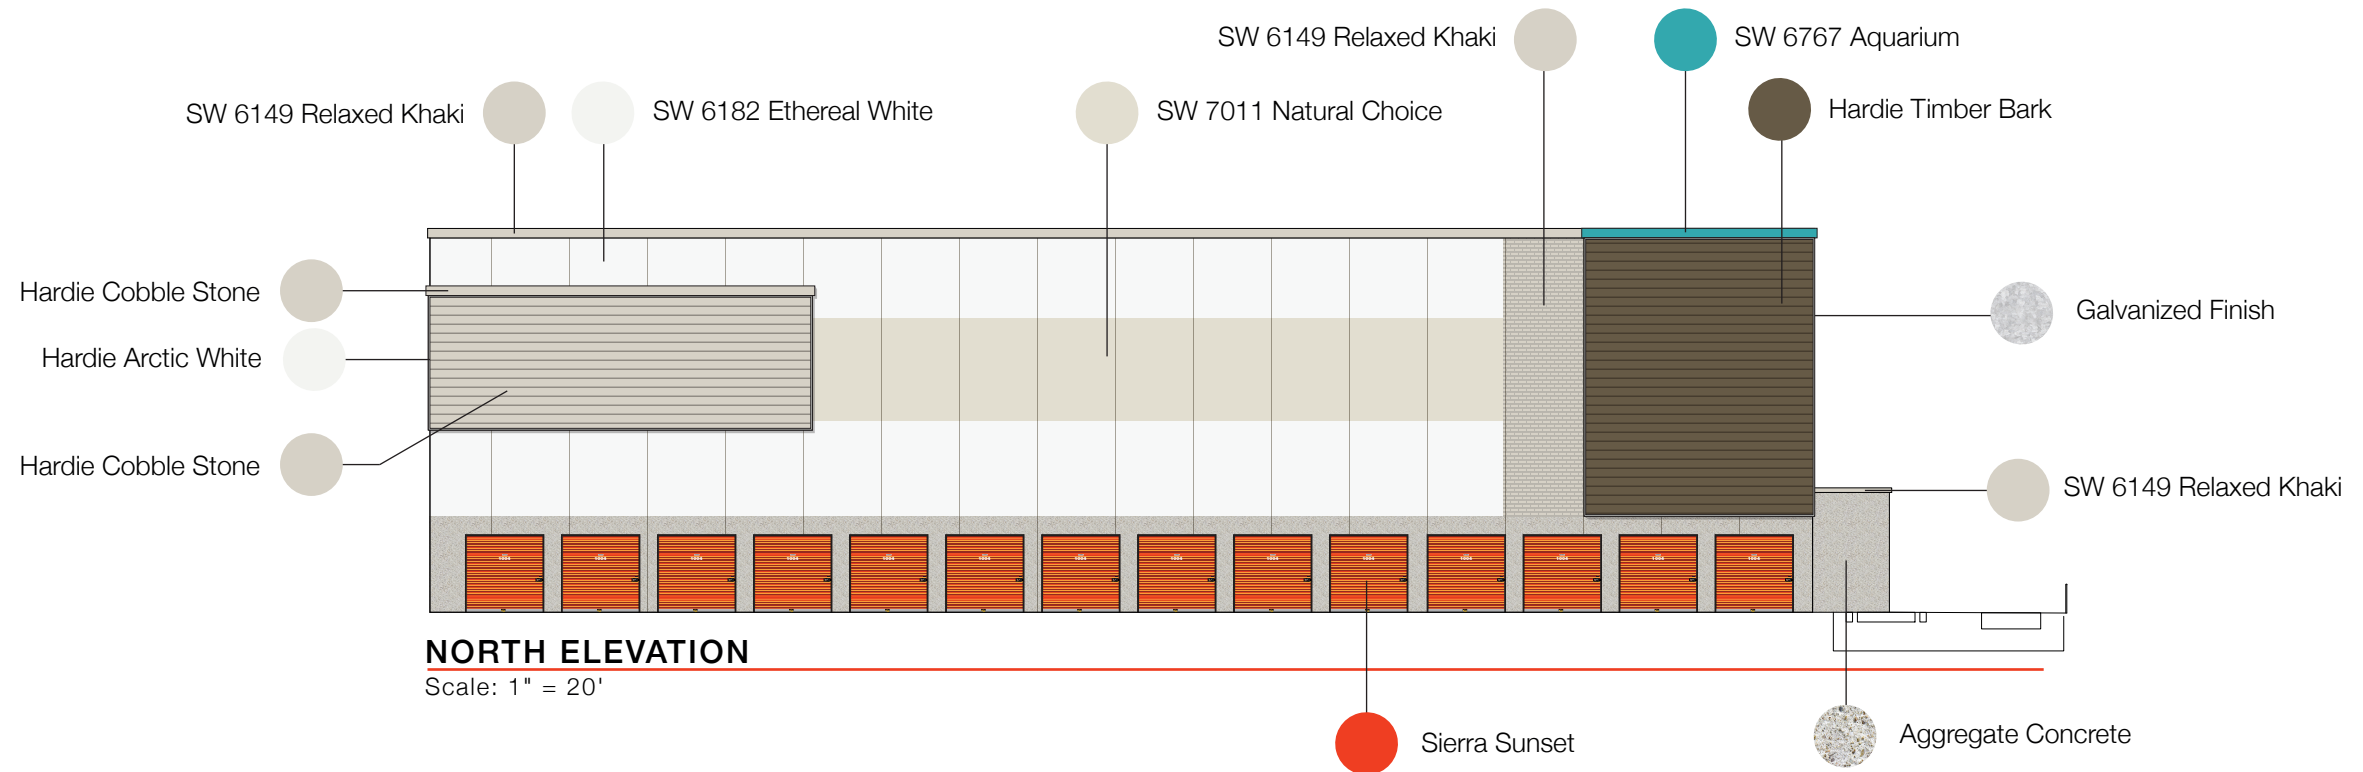 SW 6149 Relaxed Khaki
SW 6767 Aquarium
SW 6149 Relaxed Khaki
SW 6182 Ethereal White
SW 7011 Natural Choice
Hardie Timber Bark
Hardie Cobble Stone
Galvanized Finish
Hardie Arctic White
Hardie Cobble Stone
SW 6149 Relaxed Khaki
NORTH ELEVATION
Scale: 1" = 20'
Sierra Sunset
Aggregate Concrete